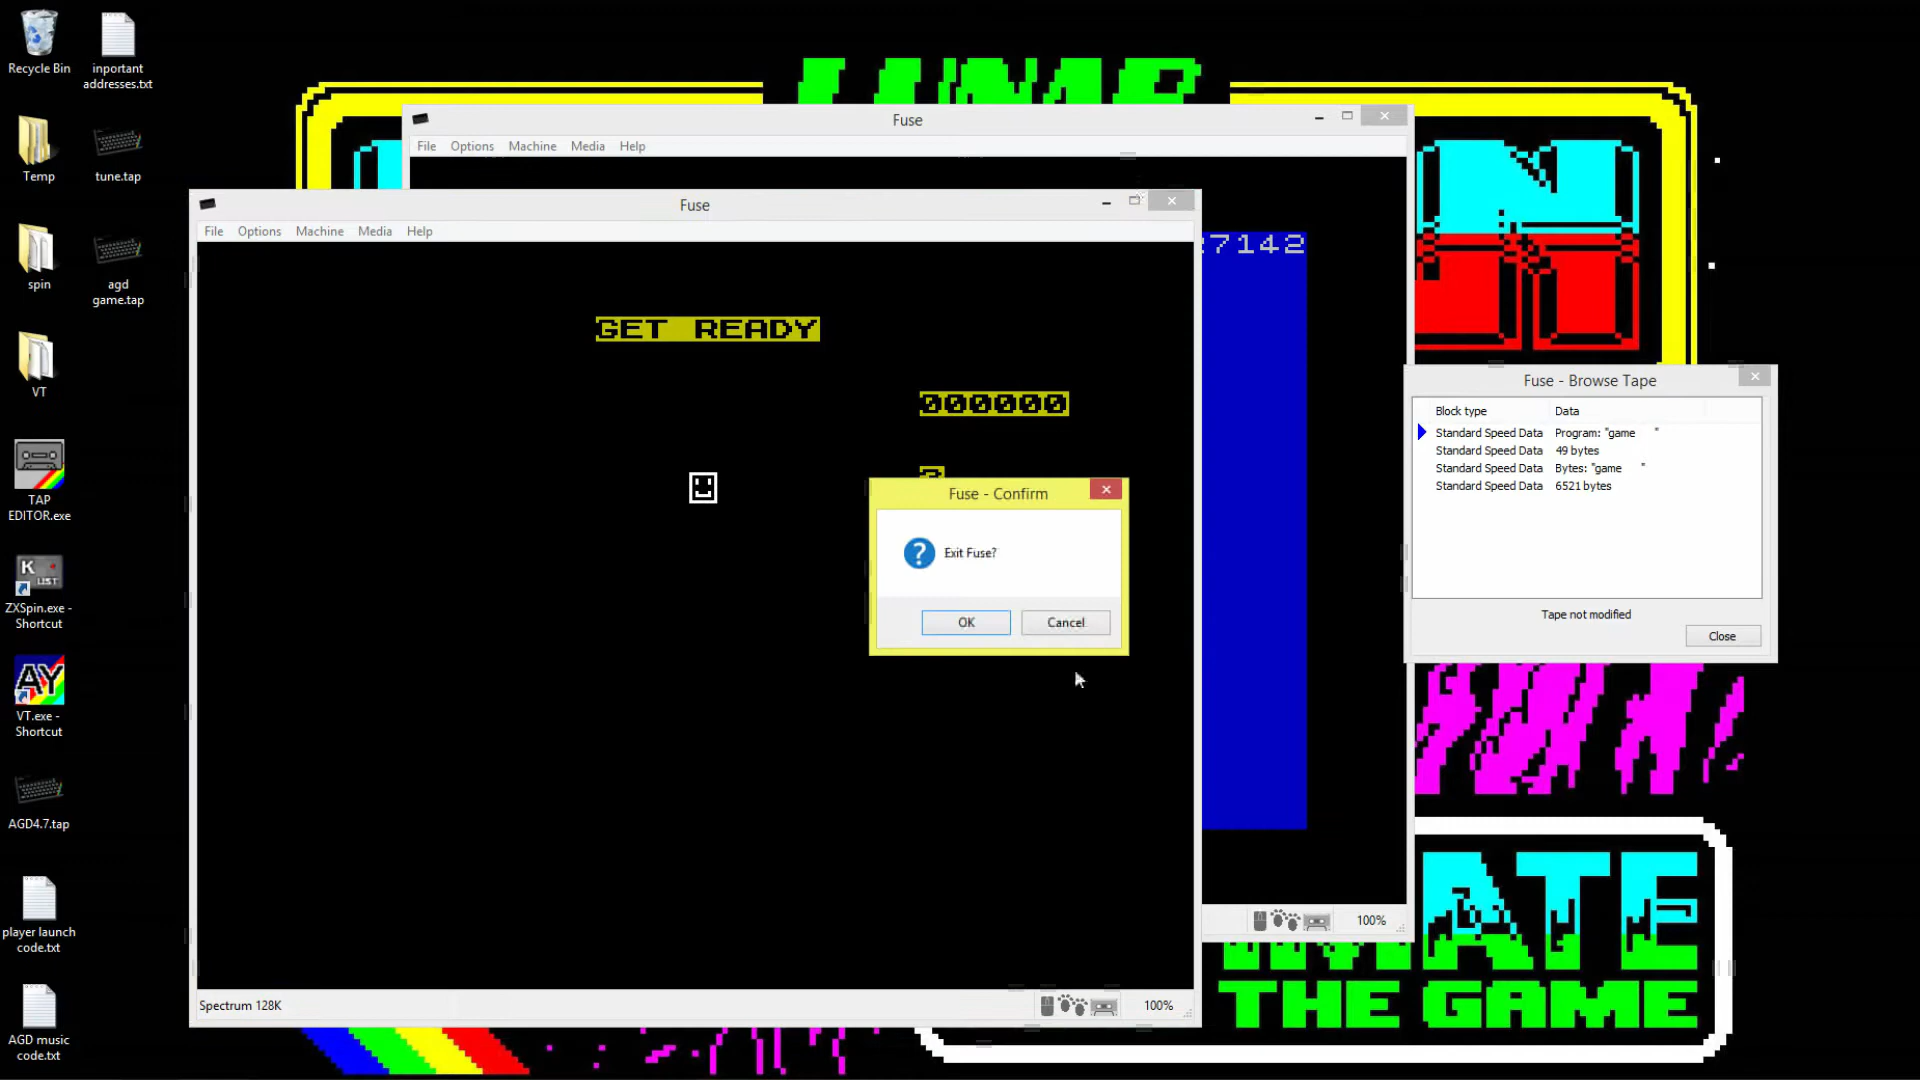 Recycle Bin
inportant
addresses.txt
Temp
tune.tap
spin
agd
game.tap
VT
TAP
EDITOR.exe
ZXSpin.exe -
Shortcut
VT.exe -
Shortcut
AGD4.7.tap
player launch
code.txt
AGD music
code.txt
Fuse
File Options Machine Media Help
27142
100%
Fuse
File Options Machine Media Help
GET READY
000000
Spectrum 128K
100%
Fuse - Confirm
Exit Fuse?
OK Cancel
Fuse - Browse Tape
Block type Data
Standard Speed Data Program: "game "
Standard Speed Data 49 bytes
Standard Speed Data Bytes: "game "
Standard Speed Data 6521 bytes
Tape not modified
Close
THE GAME